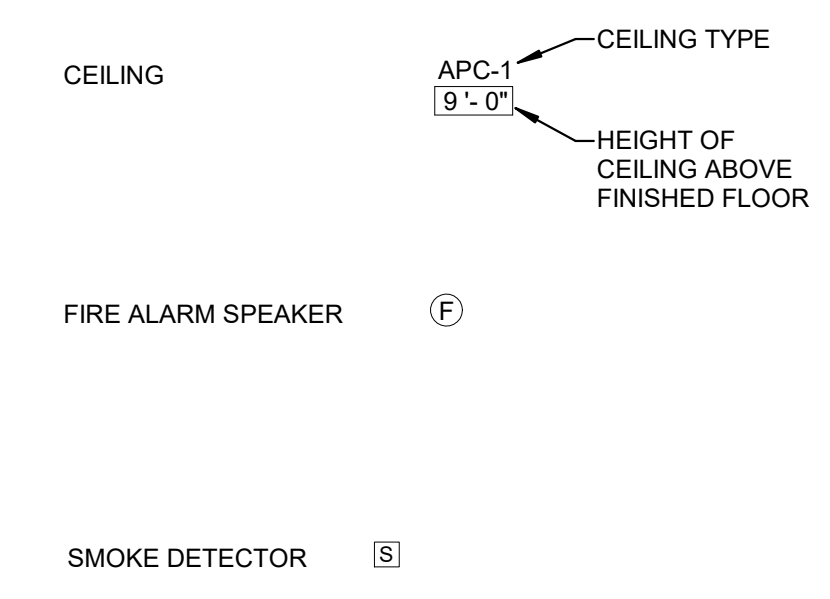 CEILING TYPE
CEILING
APC-1
9 '- 0"
HEIGHT OF
CEILING ABOVE
FINISHED FLOOR
FIRE ALARM SPEAKER
F
SMOKE DETECTOR
S